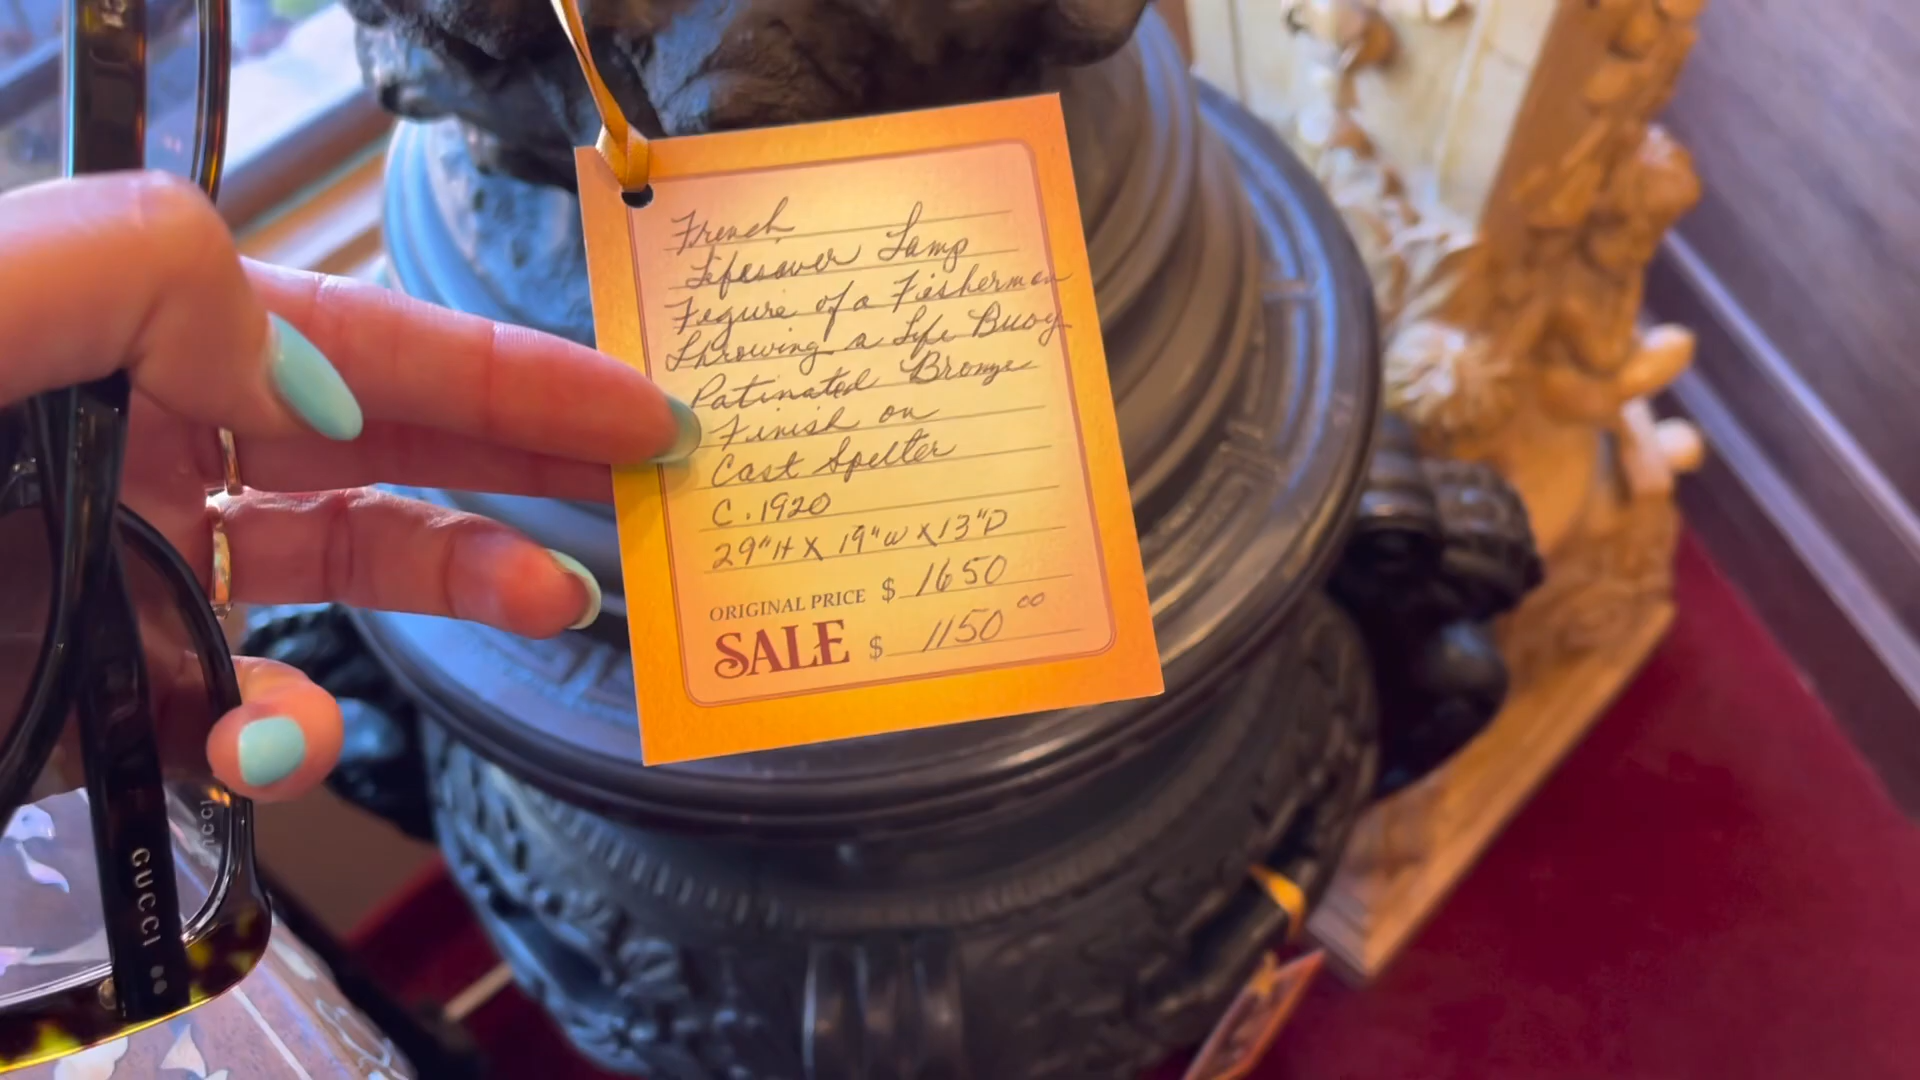 French
Lifesaver Lamp
Figure of a Fisherman
Throwing a Life Buoy
Patinated Bronze
Finish on
Cast Spelter
C. 1920
29"H X 19"W X 13"D
ORIGINAL PRICE $ 1650
SALE $ 1150 00
GUCCI
GUCCI